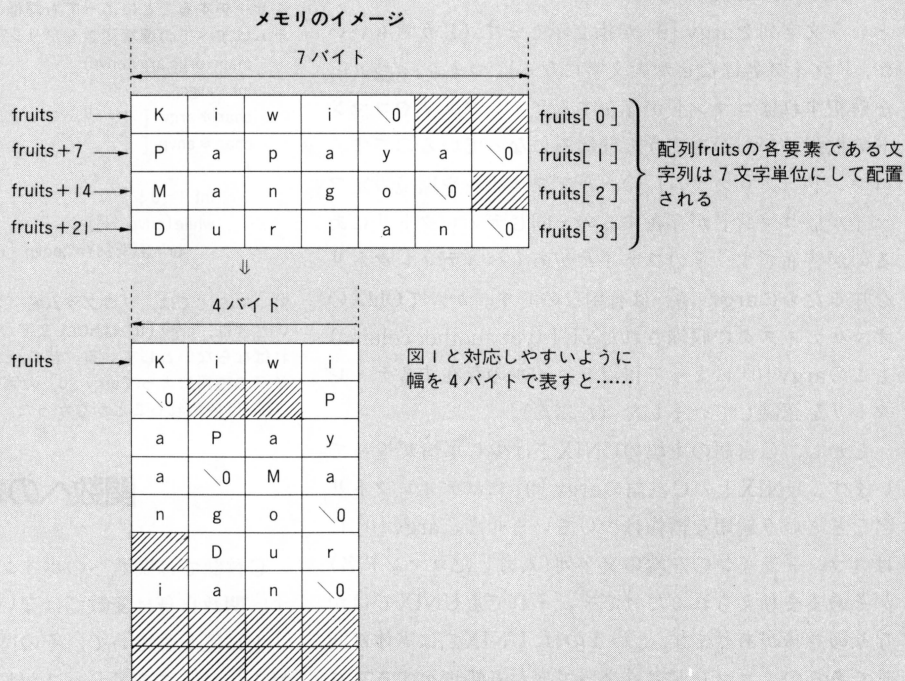 メモリのイメージ
7バイト
fruits K i w i \0 fruits[0]
fruits+7 P a p a y a \0 fruits[1]
fruits+14 M a n g o \0 fruits[2]
fruits+21 D u r i a n \0 fruits[3]
配列fruitsの各要素である文
字列は7文字単位にして配置
される
⇓
4バイト
fruits K i w i
\0 P
a P a y
a \0 M a
n g o \0
D u r
i a n \0
図1と対応しやすいように
幅を4バイトで表すと……